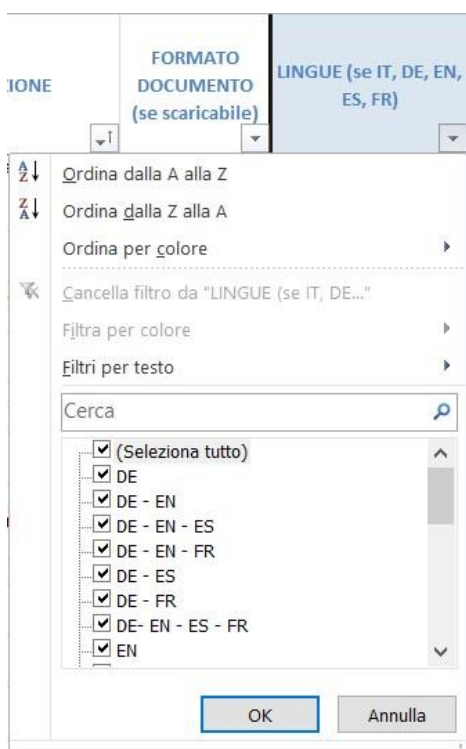 IONE
FORMATO
DOCUMENTO
(se scaricabile)
LINGUE (se IT, DE, EN,
ES, FR)
Ordina dalla A alla Z
Ordina dalla Z alla A
Ordina per colore
Cancella filtro da "LINGUE (se IT, DE..."
Filtra per colore
Filtri per testo
Cerca
(Seleziona tutto)
DE
DE - EN
DE - EN - ES
DE - EN - FR
DE - ES
DE - FR
DE- EN - ES - FR
EN
OK
Annulla